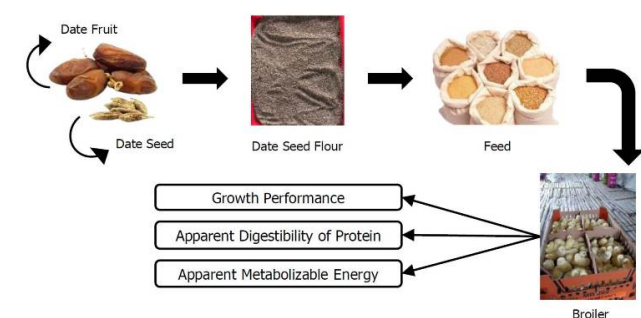 Date Fruit
Date Seed
Date Seed Flour
Feed
Growth Performance
Apparent Digestibility of Protein
Apparent Metabolizable Energy
Broiler